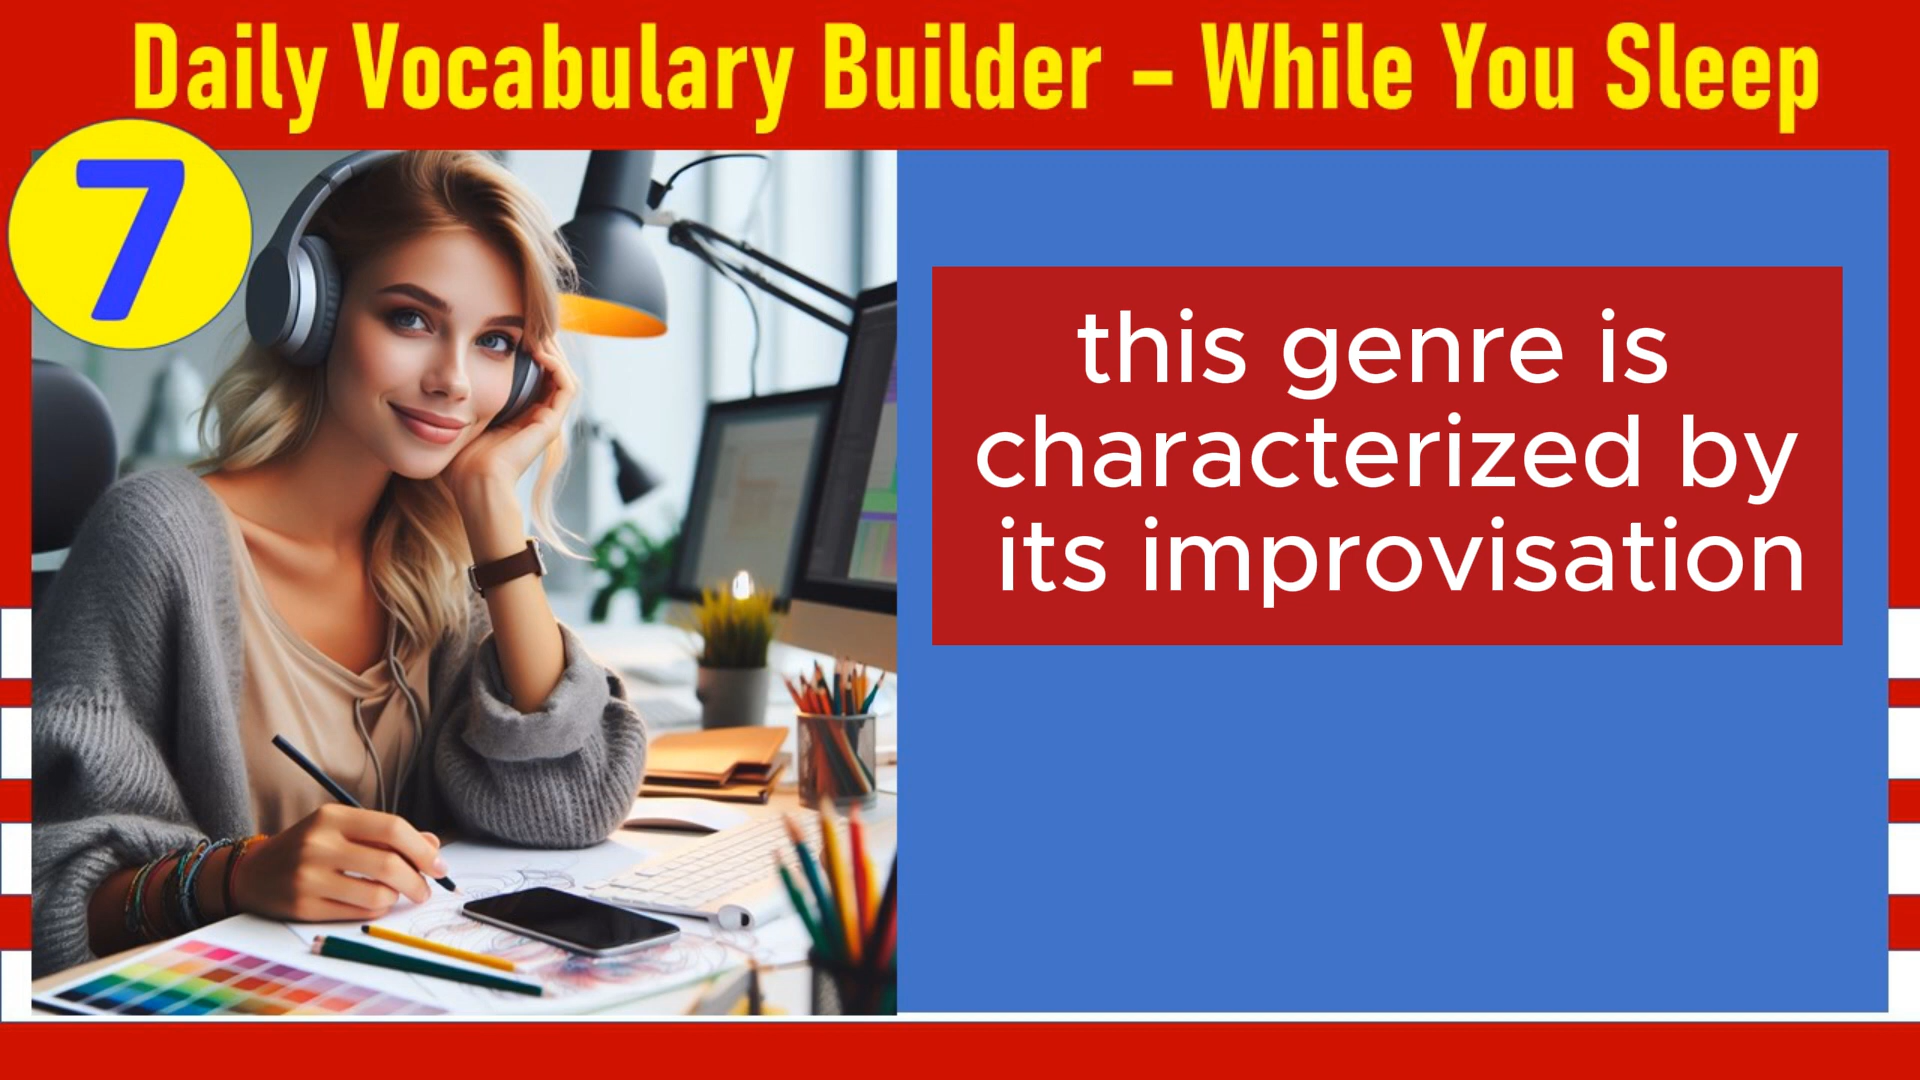 Daily Vocabulary Builder – While You Sleep
7
this genre is
characterized by
its improvisation